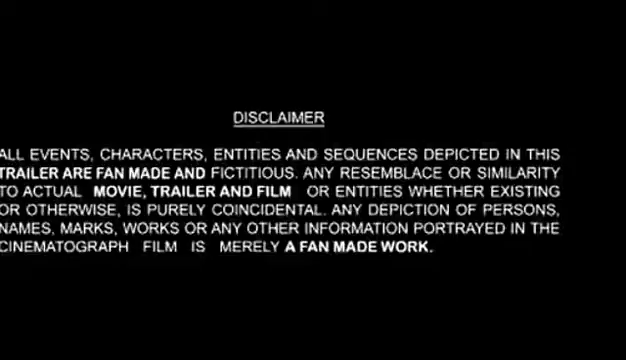 DISCLAIMER
ALL EVENTS, CHARACTERS, ENTITIES AND SEQUENCES DEPICTED IN THIS
TRAILER ARE FAN MADE AND FICTITIOUS. ANY RESEMBLACE OR SIMILARITY
TO ACTUAL MOVIE, TRAILER AND FILM OR ENTITIES WHETHER EXISTING
OR OTHERWISE, IS PURELY COINCIDENTAL. ANY DEPICTION OF PERSONS,
NAMES, MARKS, WORKS OR ANY OTHER INFORMATION PORTRAYED IN THE
CINEMATOGRAPH FILM IS MERELY A FAN MADE WORK.